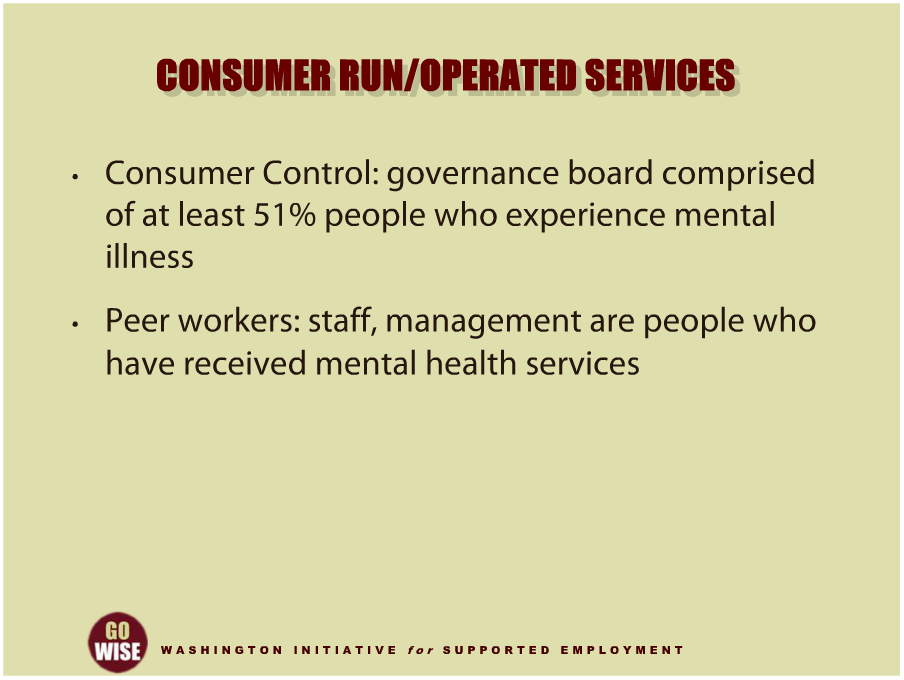 CONSUMER RUN/OPERATED SERVICES
• Consumer Control: governance board comprised
of at least 51% people who experience mental
illness
• Peer workers: staff, management are people who
have received mental health services
GO
WISE
WASHINGTON INITIATIVE for SUPPORTED EMPLOYMENT